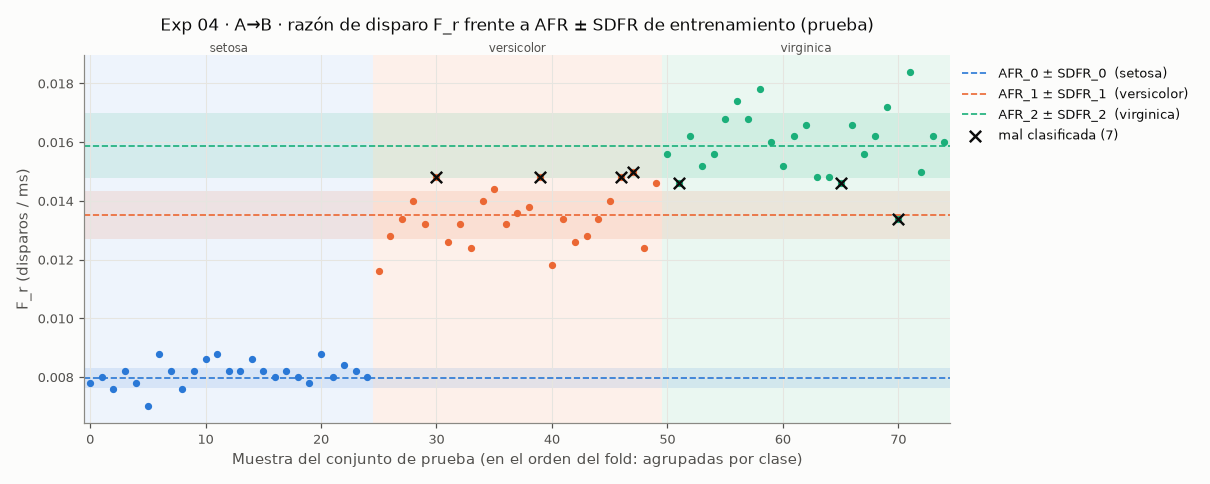 Exp 04 · A→B · razón de disparo F_r frente a AFR ± SDFR de entrenamiento (prueba)
setosa versicolor virginica
AFR_0 ± SDFR_0 (setosa)
AFR_1 ± SDFR_1 (versicolor)
AFR_2 ± SDFR_2 (virginica)
mal clasificada (7)
F_r (disparos / ms)
0.018
0.016
0.014
0.012
0.010
0.008
0 10 20 30 40 50 60 70
Muestra del conjunto de prueba (en el orden del fold: agrupadas por clase)